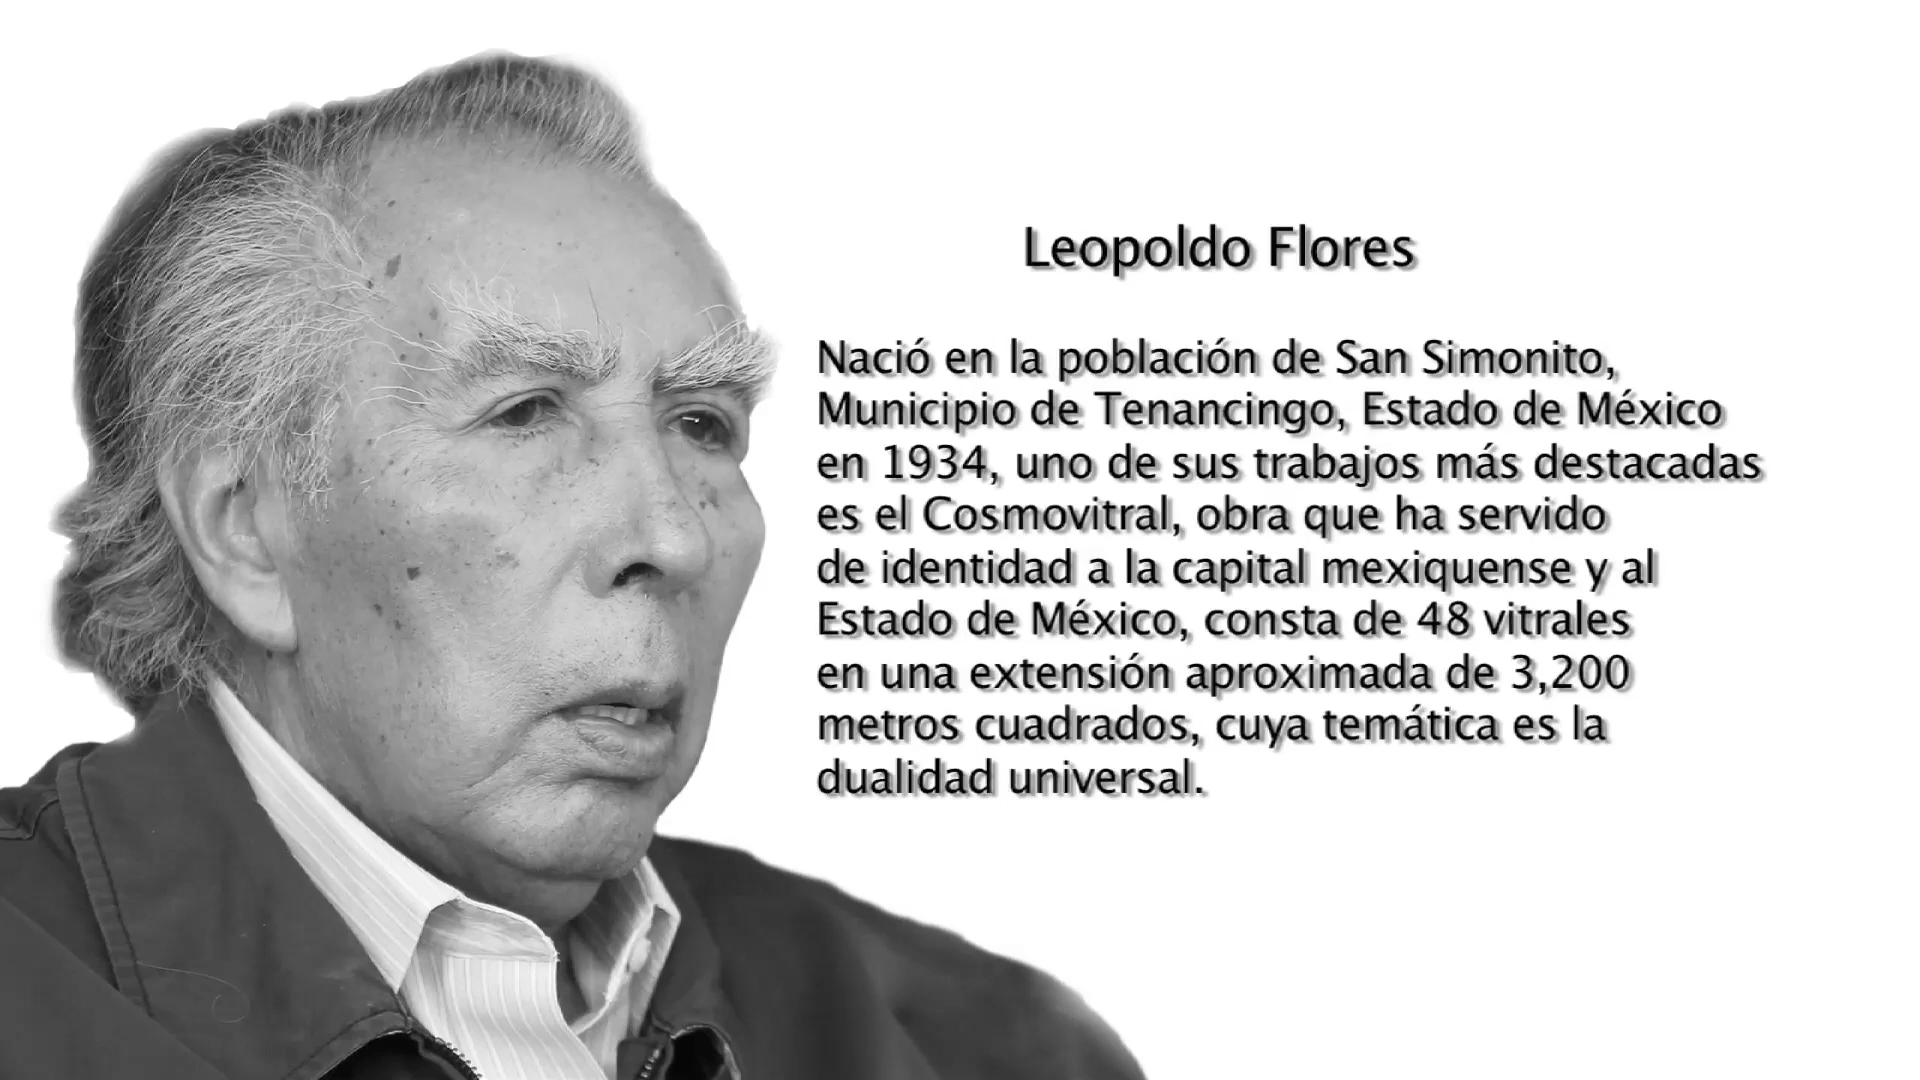 Leopoldo Flores
Nació en la población de San Simonito,
Municipio de Tenancingo, Estado de México
en 1934, uno de sus trabajos más destacadas
es el Cosmovitral, obra que ha servido
de identidad a la capital mexiquense y al
Estado de México, consta de 48 vitrales
en una extensión aproximada de 3,200
metros cuadrados, cuya temática es la
dualidad universal.